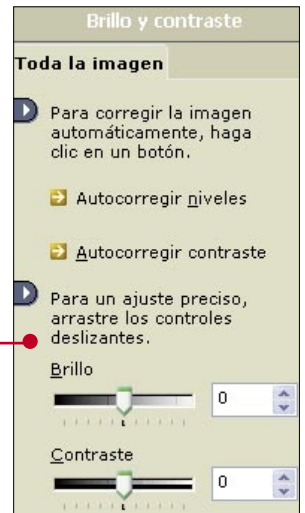 Brillo y contraste
Toda la imagen
Para corregir la imagen
automáticamente, haga
clic en un botón.
Autocorregir niveles
Autocorregir contraste
Para un ajuste preciso,
arrastre los controles
deslizantes.
Brillo
0
Contraste
0